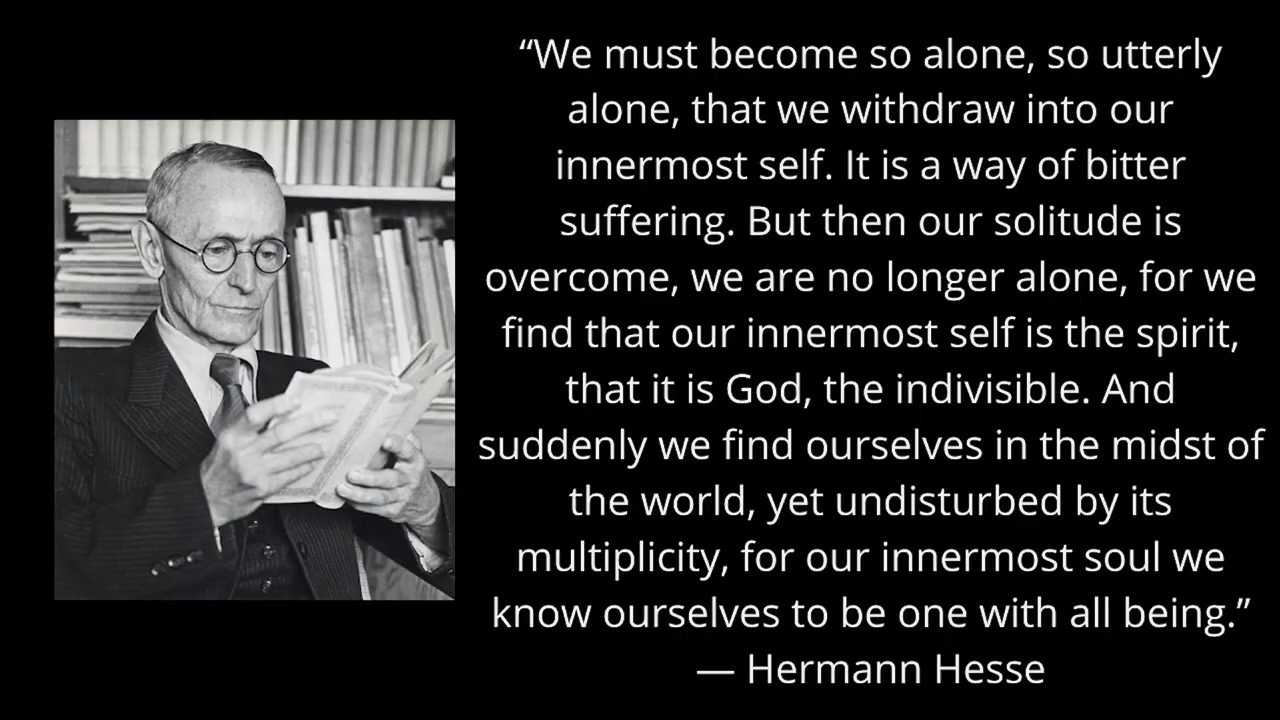 “We must become so alone, so utterly
alone, that we withdraw into our
innermost self. It is a way of bitter
suffering. But then our solitude is
overcome, we are no longer alone, for we
find that our innermost self is the spirit,
that it is God, the indivisible. And
suddenly we find ourselves in the midst of
the world, yet undisturbed by its
multiplicity, for our innermost soul we
know ourselves to be one with all being.”
— Hermann Hesse